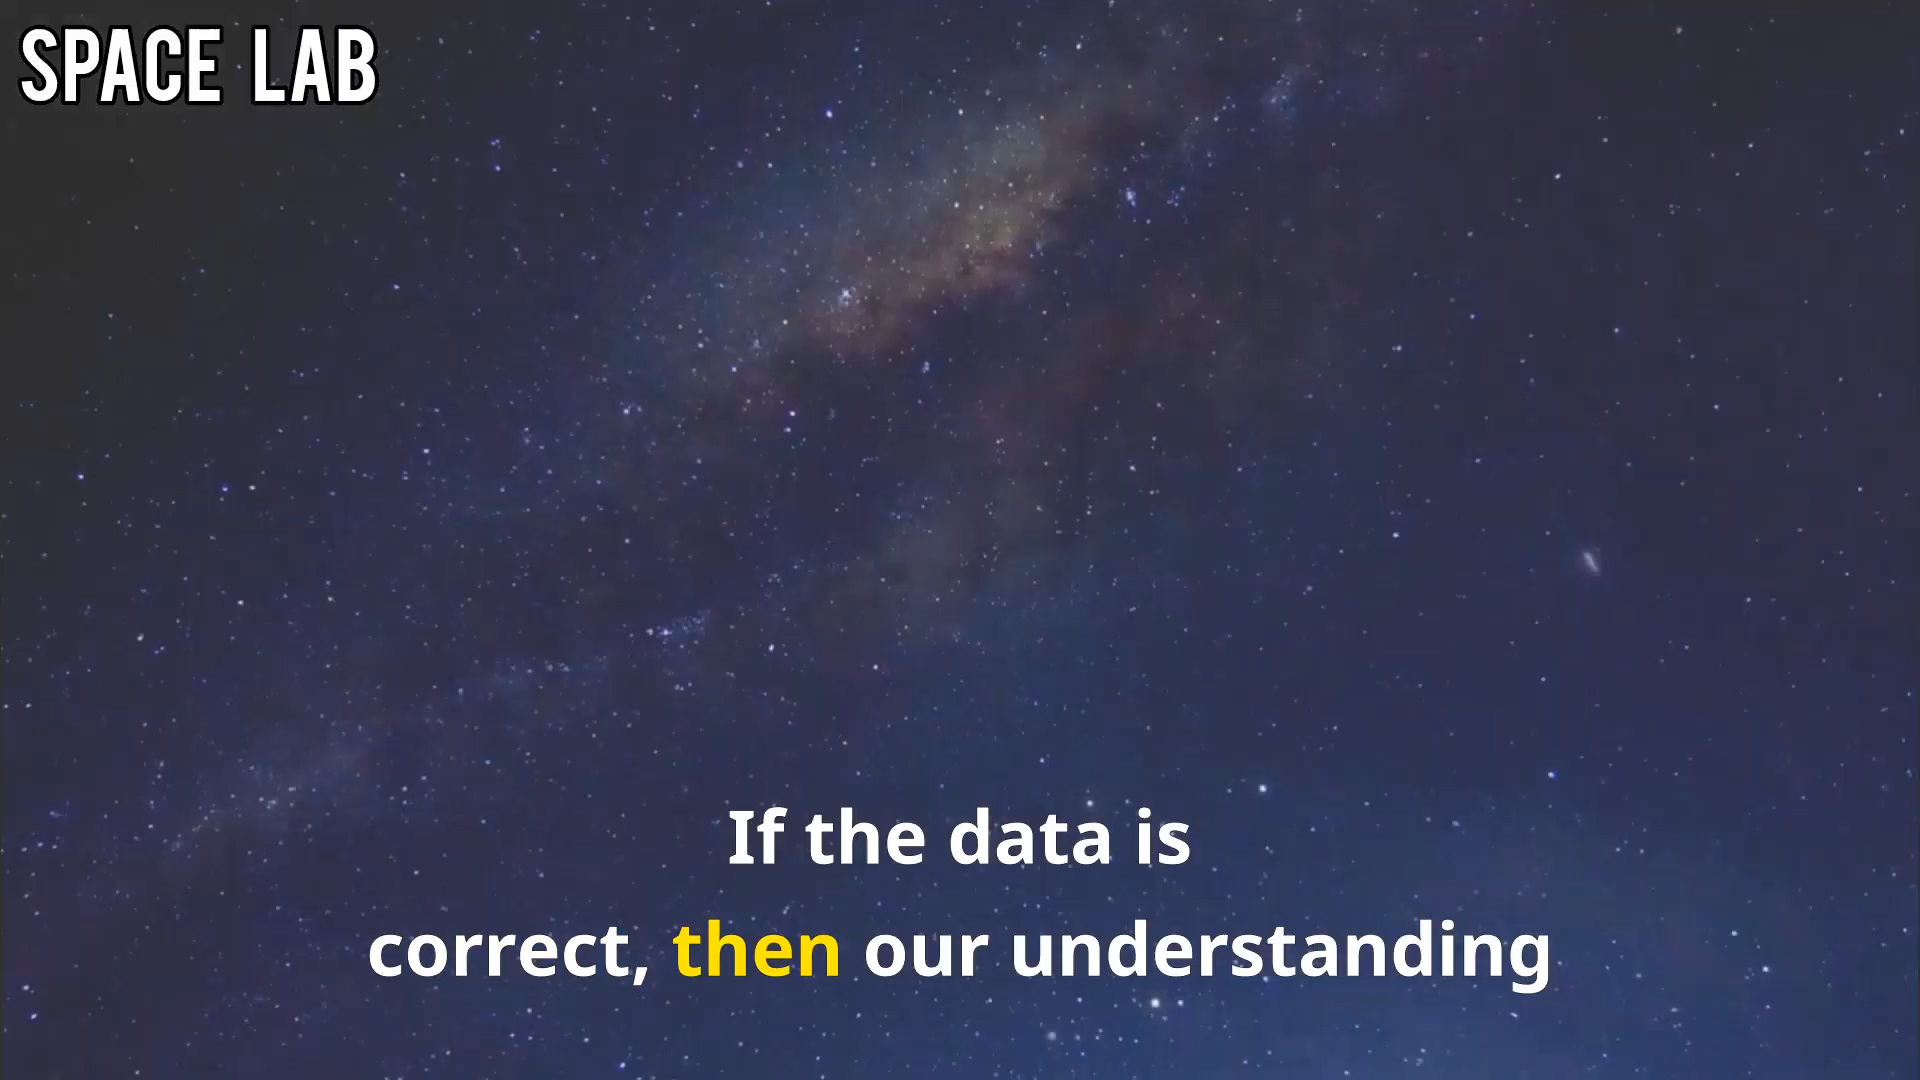 SPACE LAB
If the data is
correct, then our understanding